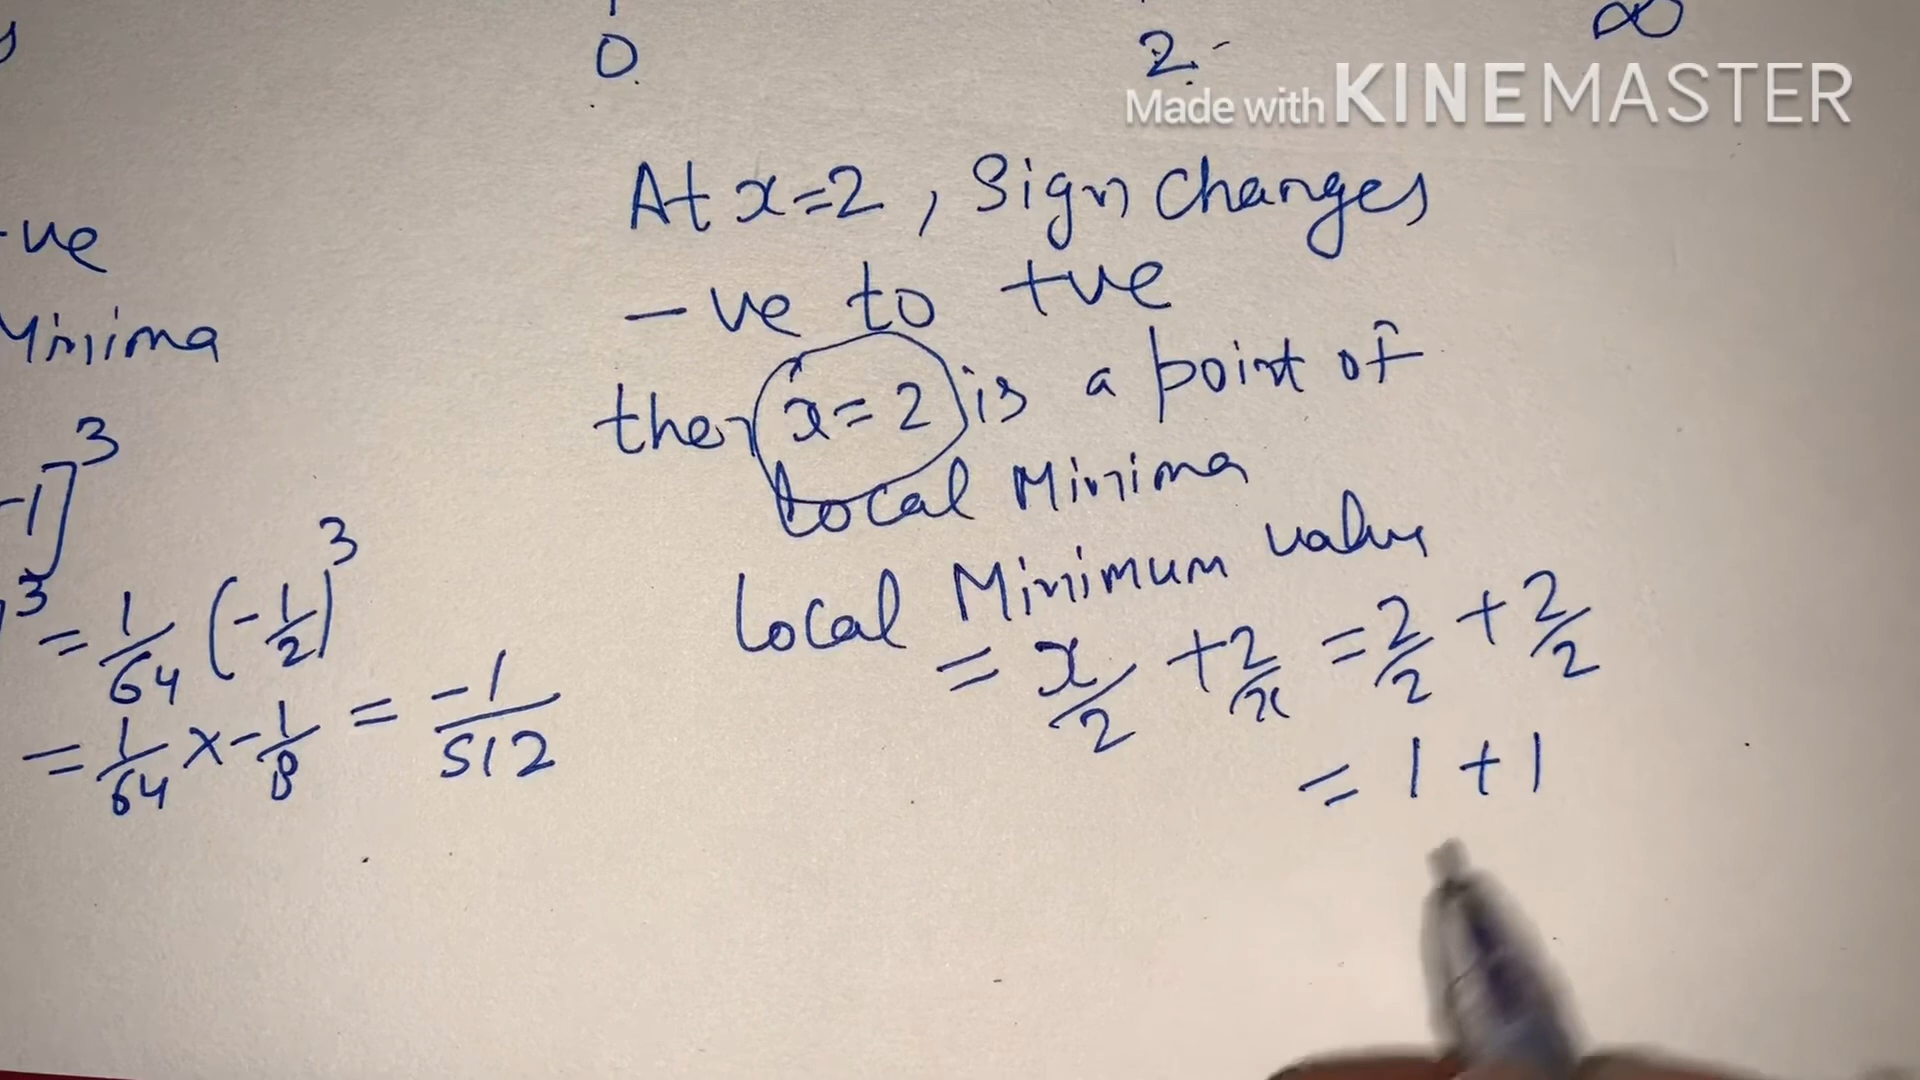 0 2 ∞
Made with KINEMASTER
At x=2, Sign Changes
-ve to +ve
then x=2 is a point of
Local Minima
Local Minimum value
= x/2 + 2/x = 2/2 + 2/2
= 1 + 1
-ve
Minima
-1]³
³ = 1/64 (-1/2)³
= 1/64 x -1/8 = -1/512